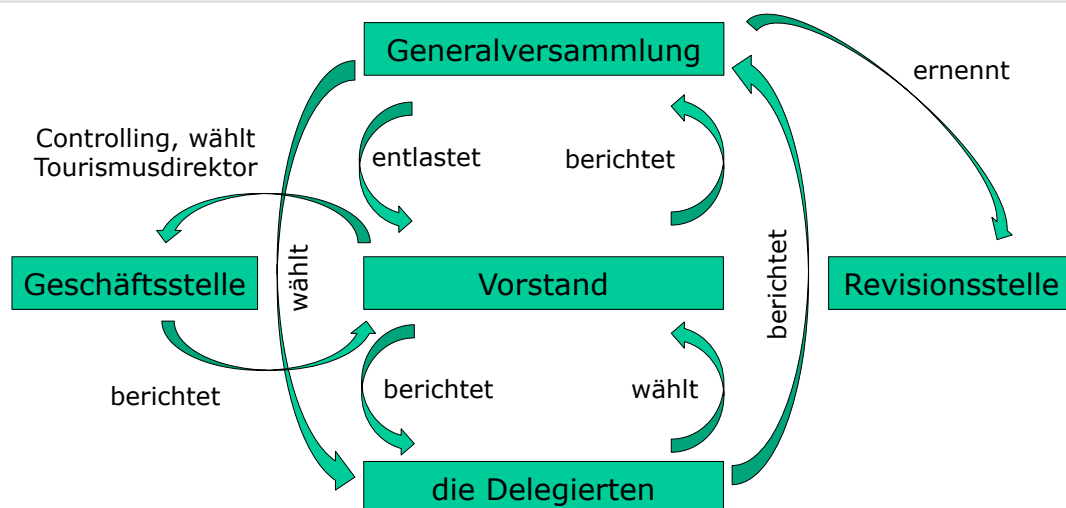 Generalversammlung
ernennt
Controlling, wählt
Tourismusdirektor
entlastet
berichtet
wählt
berichtet
Geschäftsstelle
Vorstand
Revisionsstelle
berichtet
berichtet
wählt
die Delegierten